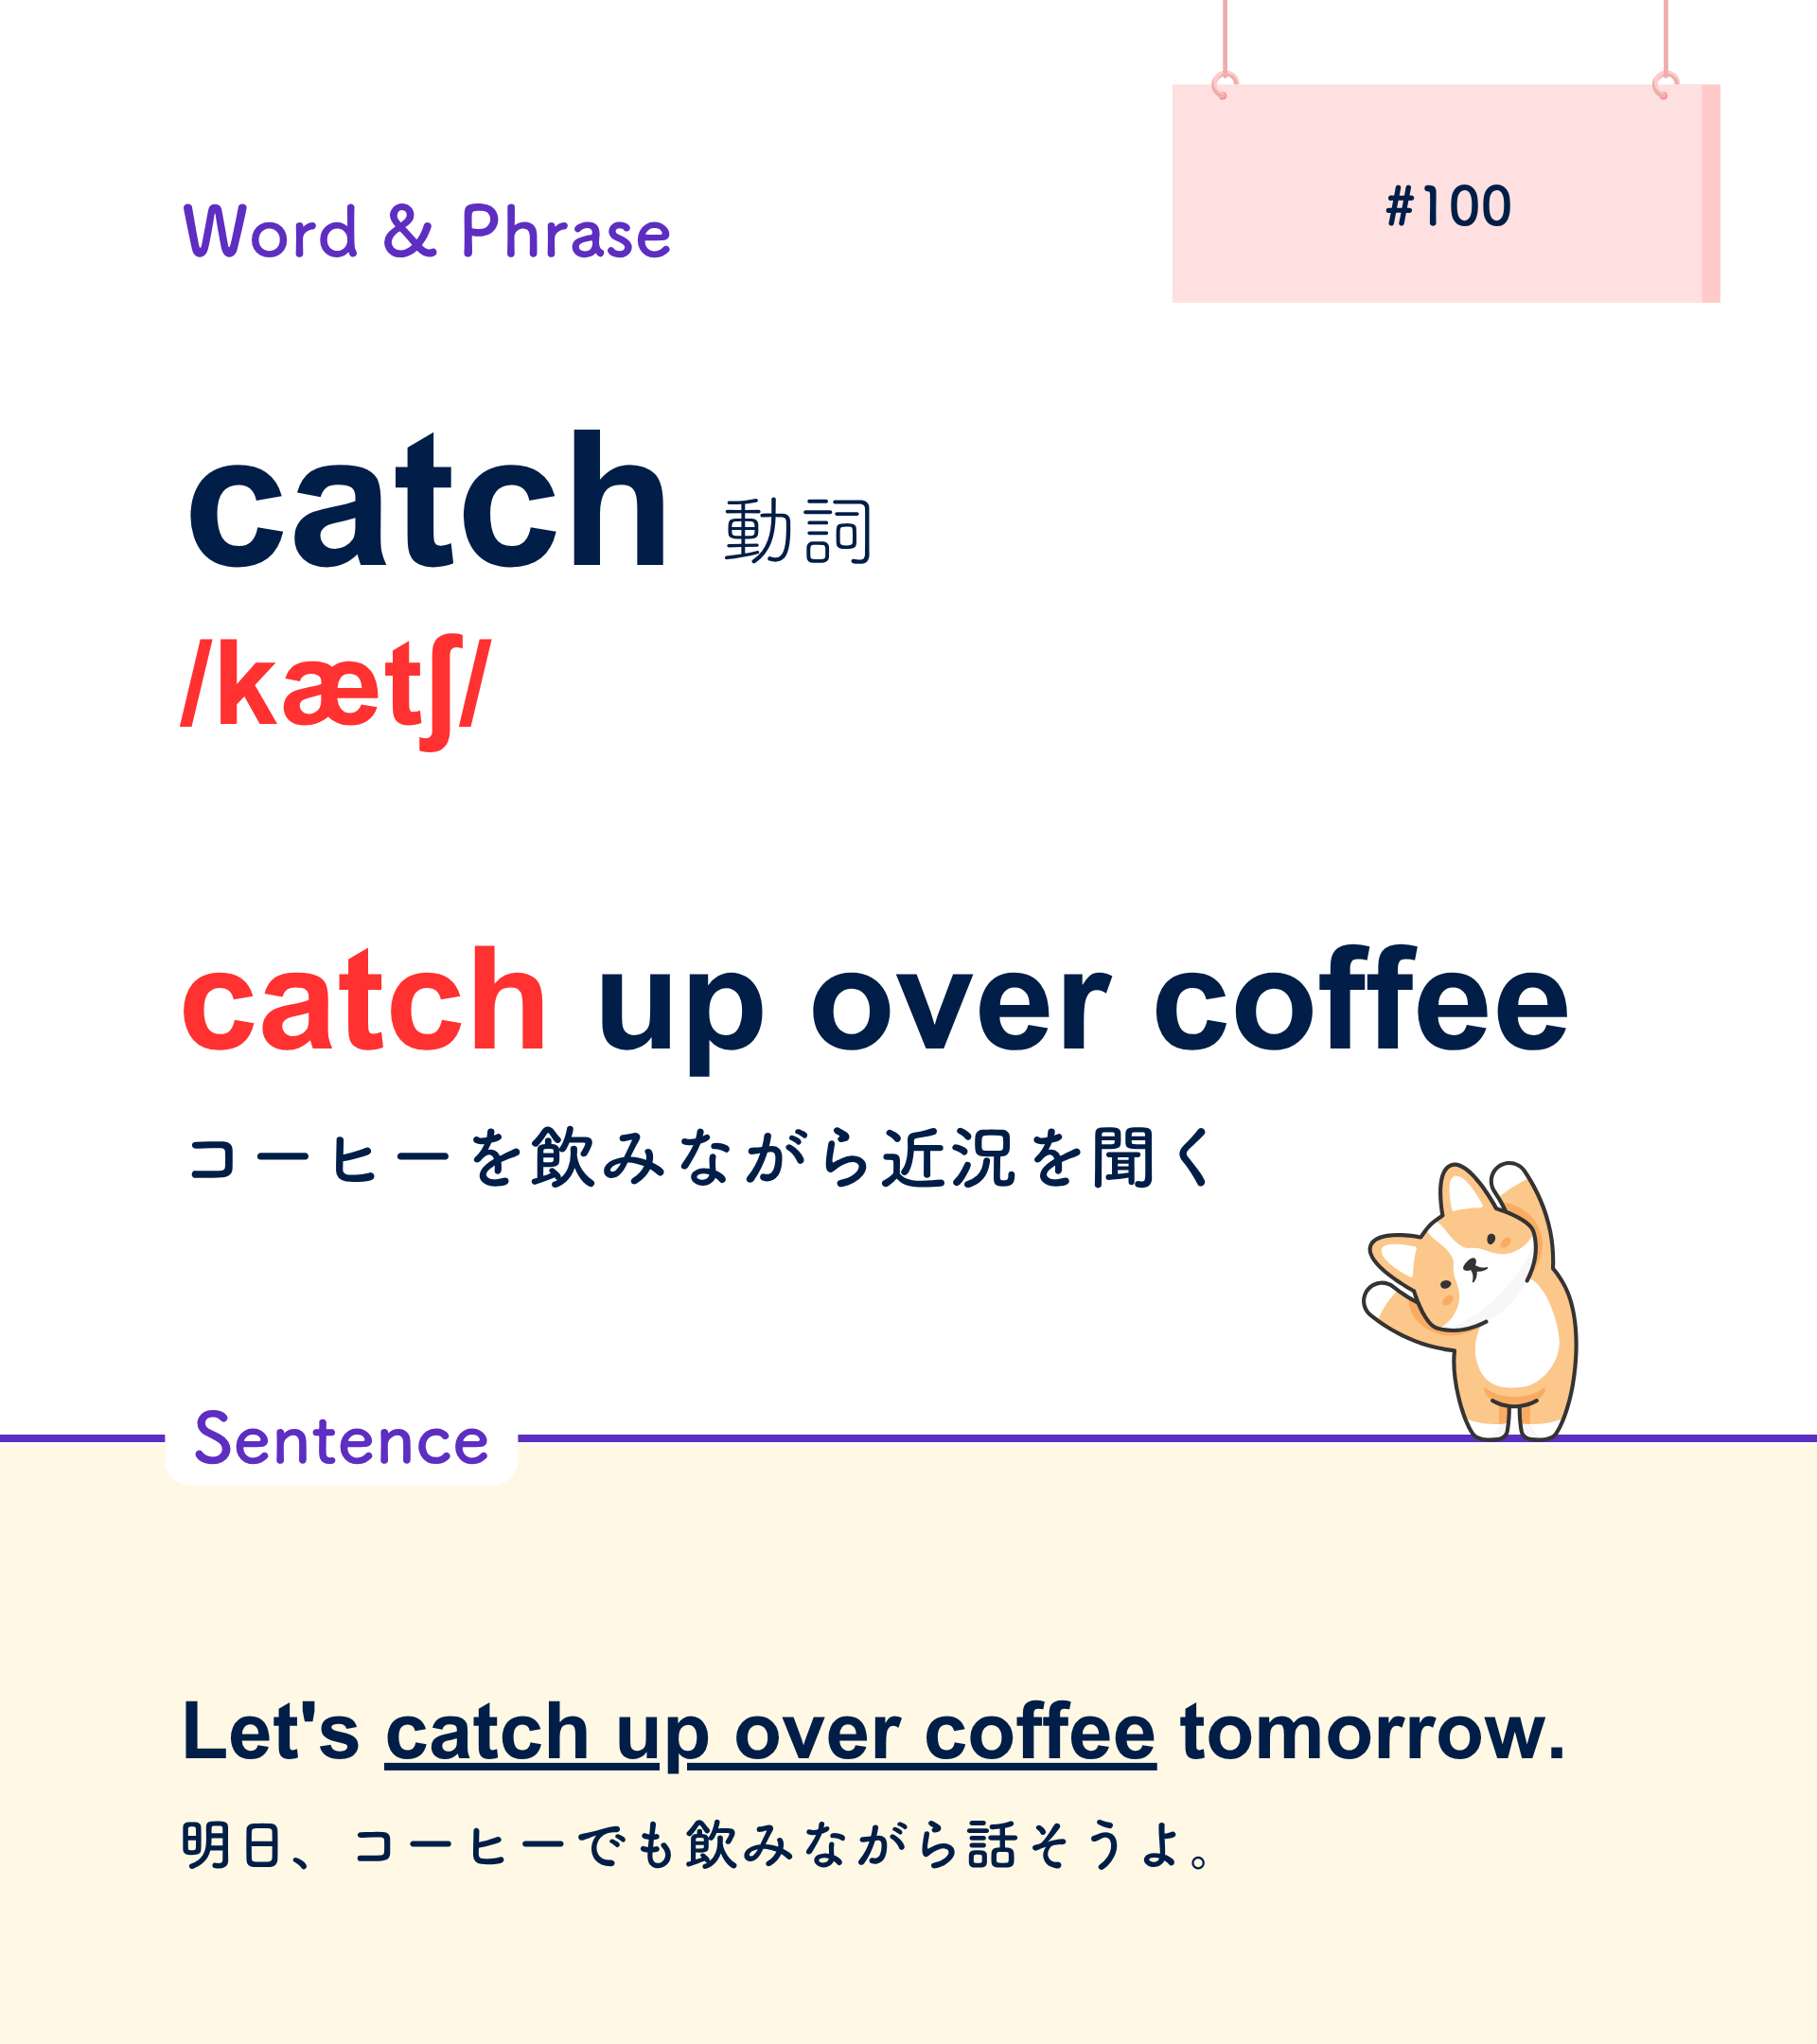 Word & Phrase
#100
catch 動詞
/kætʃ/
catch up over coffee
コーヒーを飲みながら近況を聞く
Sentence
Let's catch up over coffee tomorrow.
明日、コーヒーでも飲みながら話そうよ。